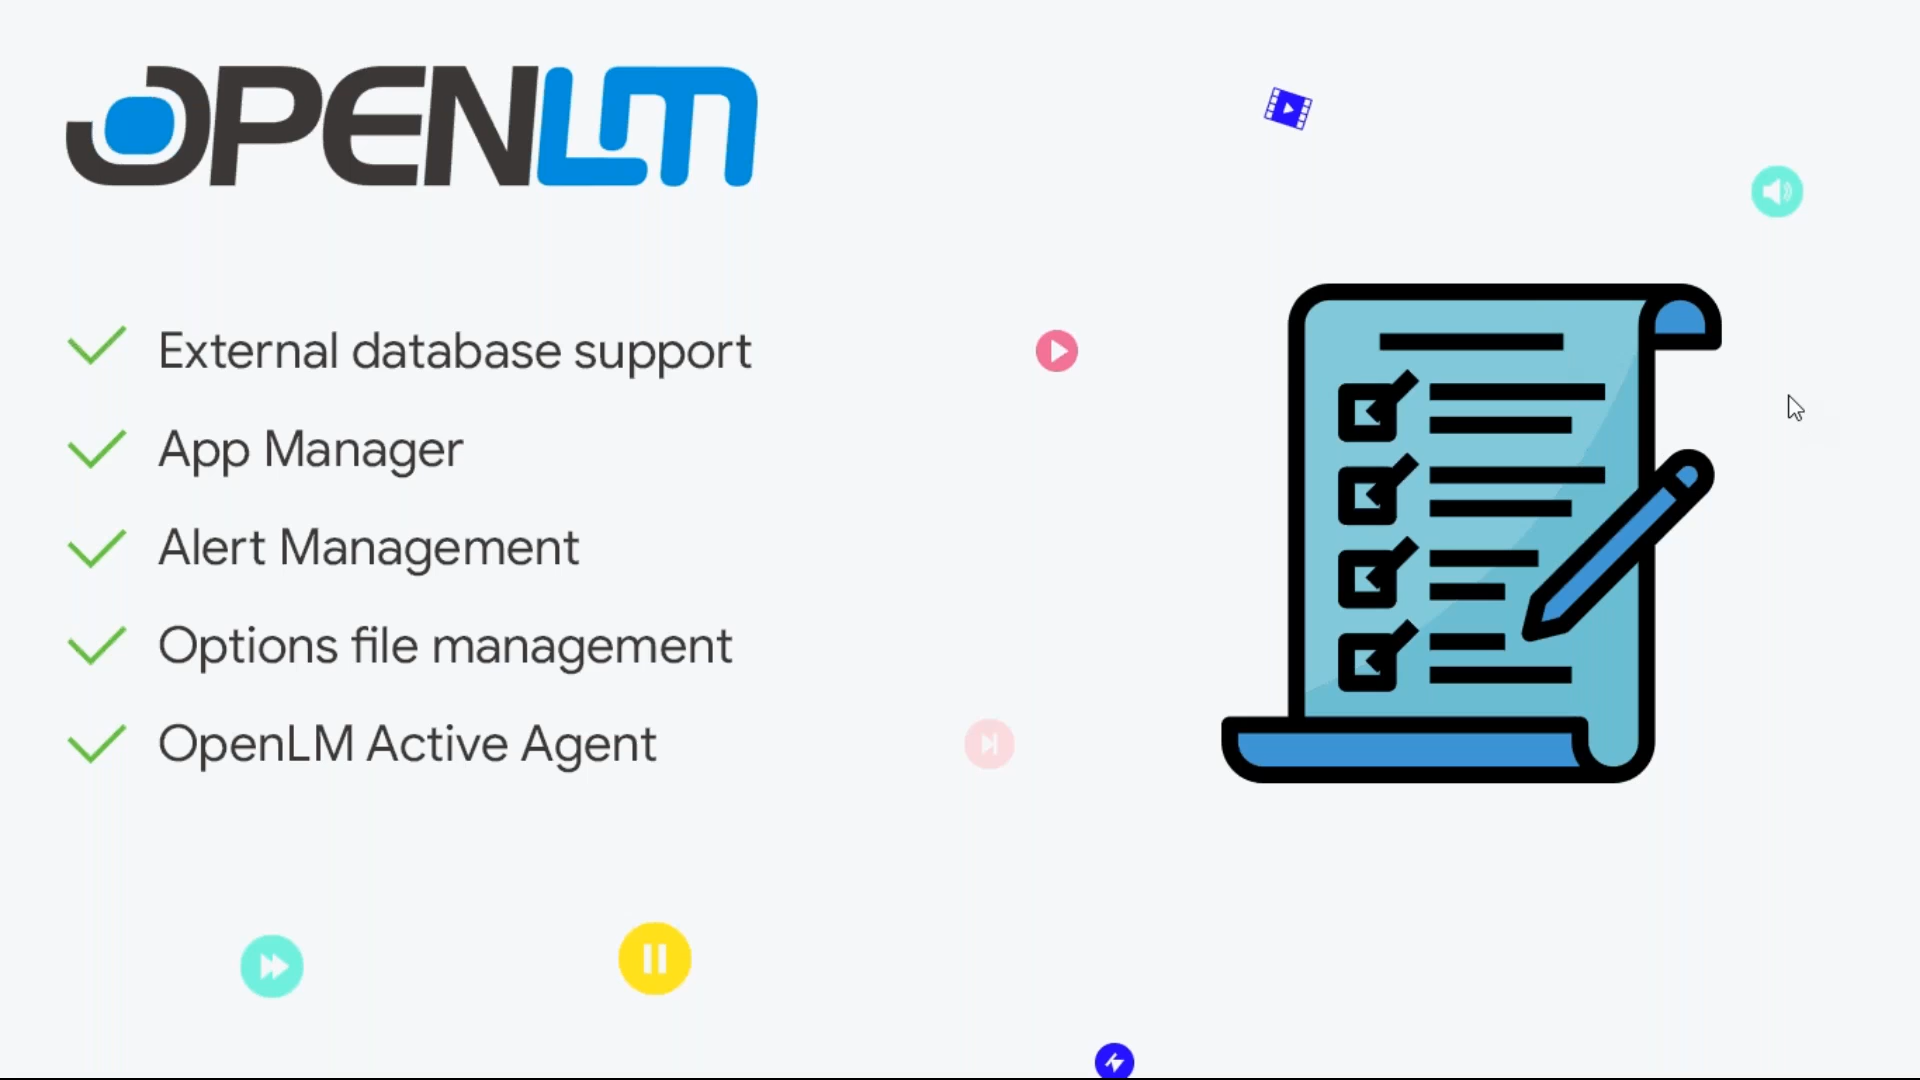 OPENLM
External database support
App Manager
Alert Management
Options file management
OpenLM Active Agent